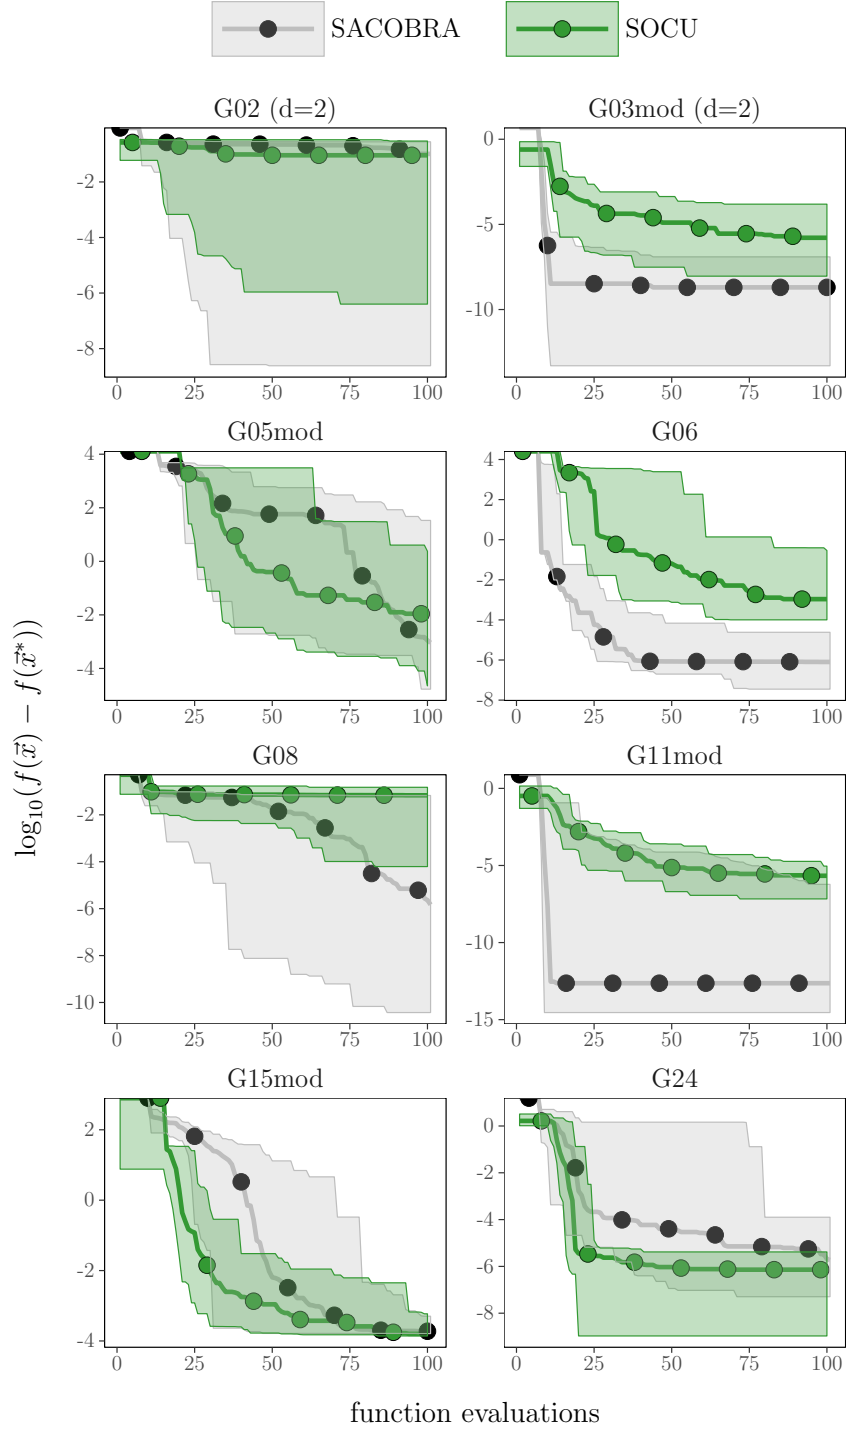 SACOBRA SOCU
G02 (d=2) G03mod (d=2)
-2 -4 -6 -8
0 25 50 75 100
0 -5 -10
0 25 50 75 100
G05mod G06
4 2 0 -2 -4
0 25 50 75 100
4 2 0 -2 -4 -6 -8
0 25 50 75 100
G08 G11mod
-2 -4 -6 -8 -10
0 25 50 75 100
0 -5 -10 -15
0 25 50 75 100
G15mod G24
2 0 -2 -4
0 25 50 75 100
0 -2 -4 -6 -8
0 25 50 75 100
log₁₀(f(x⃗) − f(x⃗*))
function evaluations